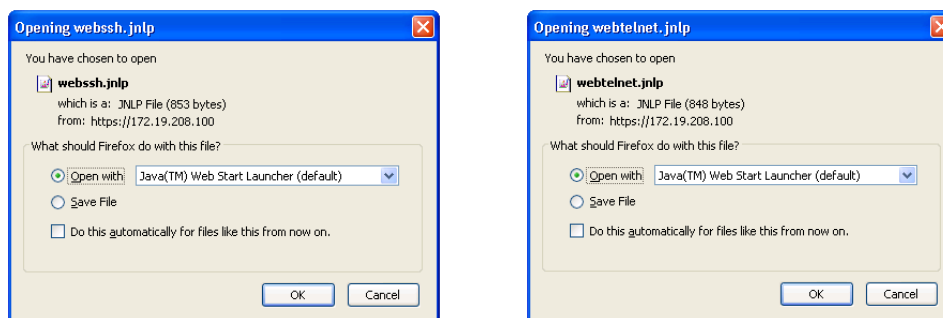 Opening webssh.jnlp
You have chosen to open
webssh.jnlp
which is a: JNLP File (853 bytes)
from: https://172.19.208.100
What should Firefox do with this file?
Open with Java(TM) Web Start Launcher (default)
Save File
Do this automatically for files like this from now on.
OK Cancel
Opening webtelnet.jnlp
You have chosen to open
webtelnet.jnlp
which is a: JNLP File (848 bytes)
from: https://172.19.208.100
What should Firefox do with this file?
Open with Java(TM) Web Start Launcher (default)
Save File
Do this automatically for files like this from now on.
OK Cancel